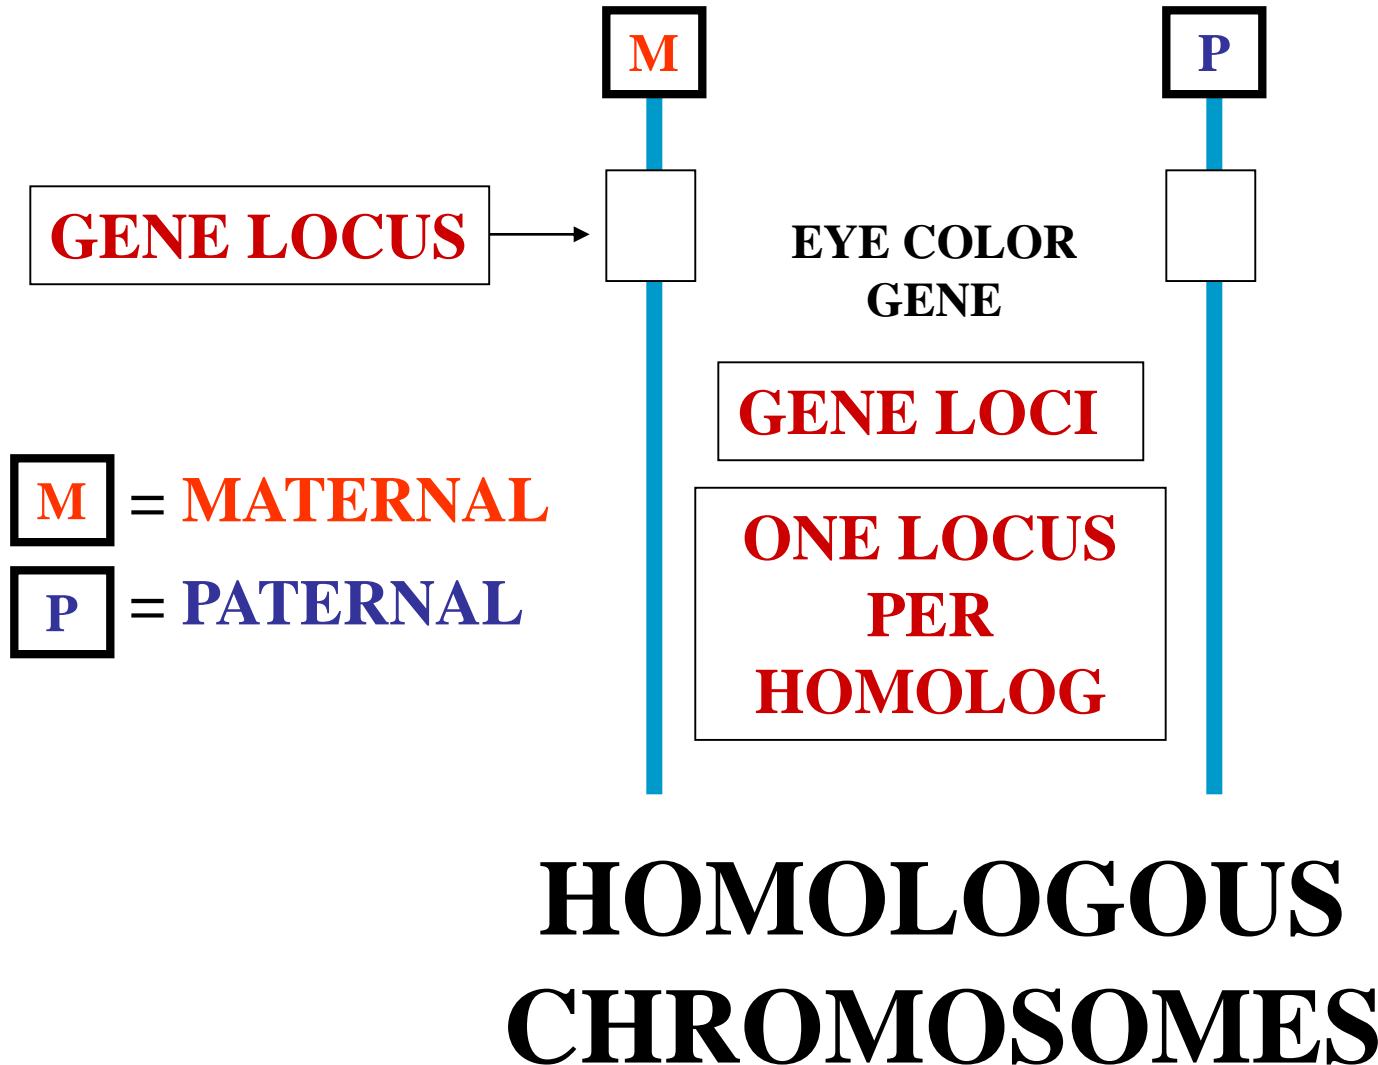 M
P
GENE LOCUS
EYE COLOR
GENE
GENE LOCI
M = MATERNAL
ONE LOCUS
PER
HOMOLOG
P = PATERNAL
HOMOLOGOUS
CHROMOSOMES